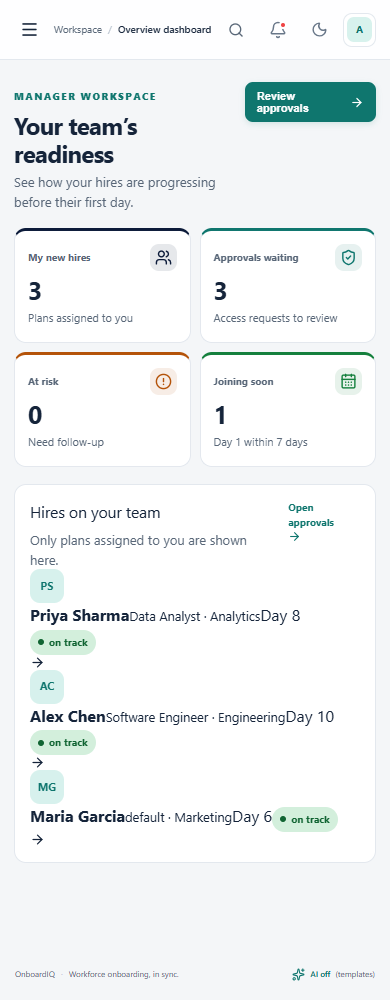 Workspace / Overview dashboard
A
MANAGER WORKSPACE
Your team's
readiness
See how your hires are progressing
before their first day.
Review
approvals →
My new hires
3
Plans assigned to you
Approvals waiting
3
Access requests to review
At risk
0
Need follow-up
Joining soon
1
Day 1 within 7 days
Hires on your team
Only plans assigned to you are shown
here.
Open
approvals
→
PS
Priya SharmaData Analyst · AnalyticsDay 8
on track
→
AC
Alex ChenSoftware Engineer · EngineeringDay 10
on track
→
MG
Maria Garciadefault · MarketingDay 6 on track
→
OnboardIQ · Workforce onboarding, in sync.
AI off (templates)